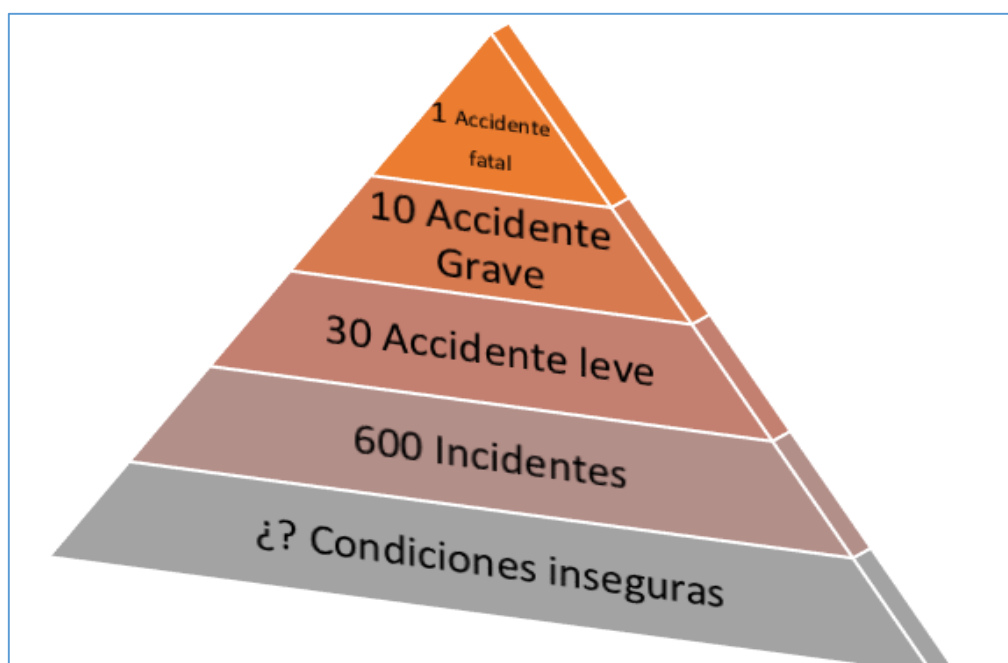 1 Accidente
fatal
10 Accidente
Grave
30 Accidente leve
600 Incidentes
¿? Condiciones inseguras